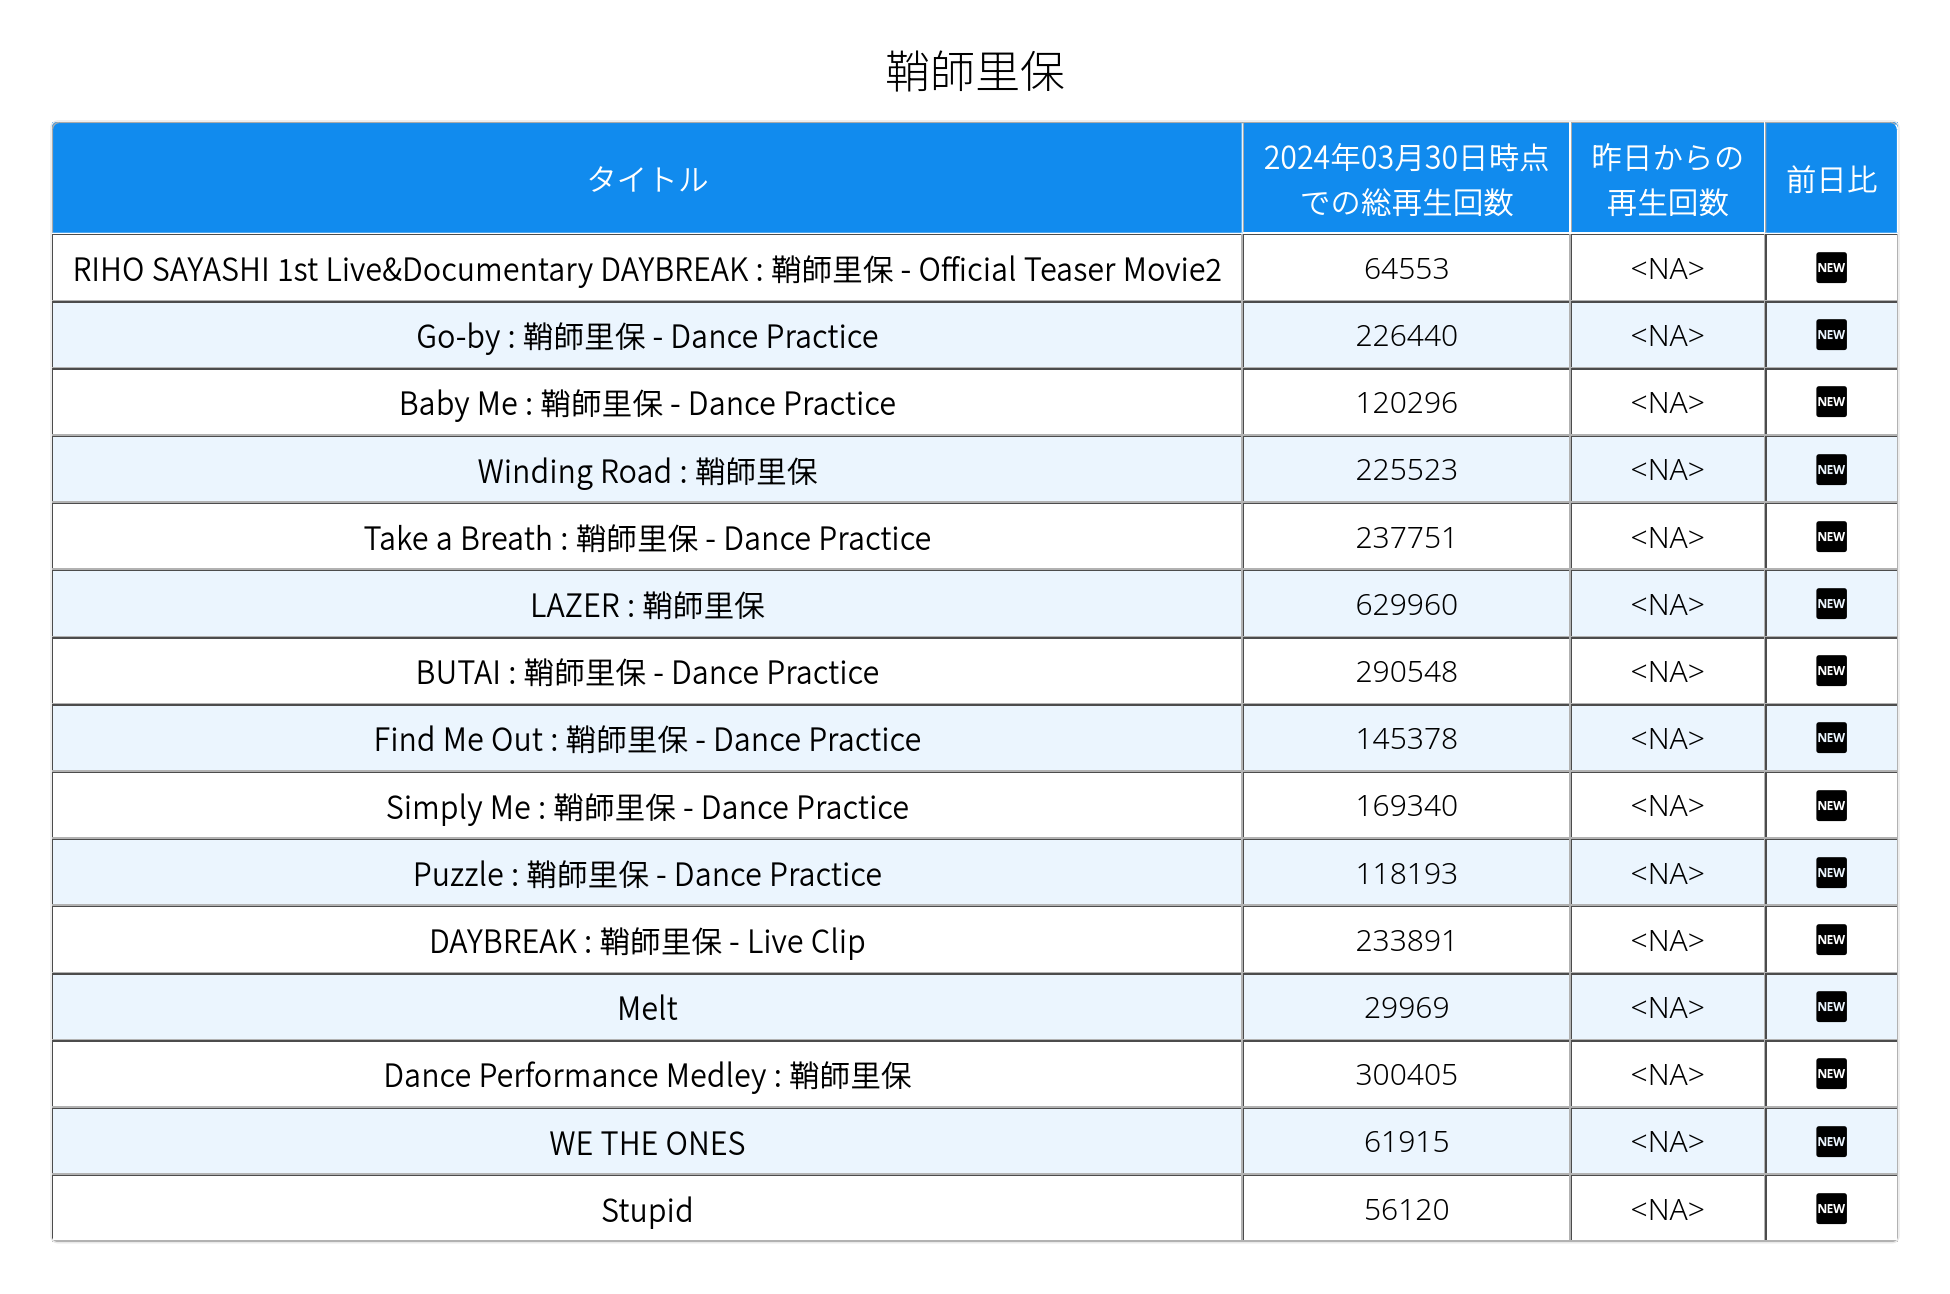 鞘師里保
タイトル
2024年03月30日時点
での総再生回数
昨日からの
再生回数
前日比
RIHO SAYASHI 1st Live&Documentary DAYBREAK : 鞘師里保 - Official Teaser Movie2 64553 <NA> NEW
Go-by : 鞘師里保 - Dance Practice 226440 <NA> NEW
Baby Me : 鞘師里保 - Dance Practice 120296 <NA> NEW
Winding Road : 鞘師里保 225523 <NA> NEW
Take a Breath : 鞘師里保 - Dance Practice 237751 <NA> NEW
LAZER : 鞘師里保 629960 <NA> NEW
BUTAI : 鞘師里保 - Dance Practice 290548 <NA> NEW
Find Me Out : 鞘師里保 - Dance Practice 145378 <NA> NEW
Simply Me : 鞘師里保 - Dance Practice 169340 <NA> NEW
Puzzle : 鞘師里保 - Dance Practice 118193 <NA> NEW
DAYBREAK : 鞘師里保 - Live Clip 233891 <NA> NEW
Melt 29969 <NA> NEW
Dance Performance Medley : 鞘師里保 300405 <NA> NEW
WE THE ONES 61915 <NA> NEW
Stupid 56120 <NA> NEW